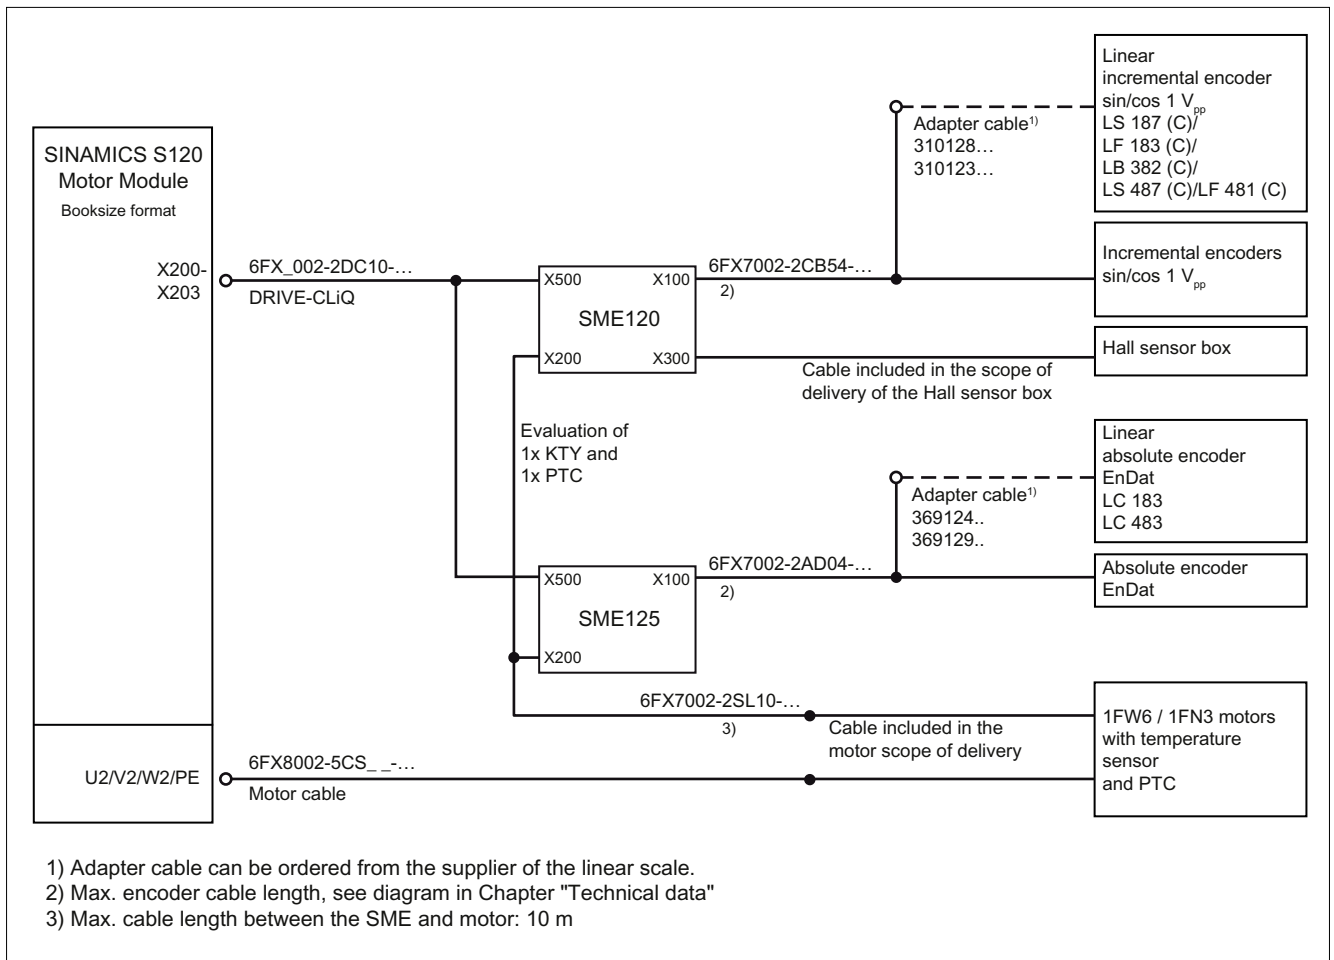 SINAMICS S120
Motor Module
Booksize format
X200-
X203
6FX_002-2DC10-…
DRIVE-CLiQ
X500
X100
SME120
X200
X300
6FX7002-2CB54-…
2)
Adapter cable1)
310128…
310123…
Linear
incremental encoder
sin/cos 1 Vpp
LS 187 (C)/
LF 183 (C)/
LB 382 (C)/
LS 487 (C)/LF 481 (C)
Incremental encoders
sin/cos 1 Vpp
Hall sensor box
Cable included in the scope of
delivery of the Hall sensor box
Evaluation of
1x KTY and
1x PTC
Linear
absolute encoder
EnDat
LC 183
LC 483
Adapter cable1)
369124..
369129..
6FX7002-2AD04-…
2)
Absolute encoder
EnDat
X500
X100
SME125
X200
6FX7002-2SL10-…
3)
Cable included in the
motor scope of delivery
1FW6 / 1FN3 motors
with temperature
sensor
and PTC
U2/V2/W2/PE
6FX8002-5CS_ _-…
Motor cable
1) Adapter cable can be ordered from the supplier of the linear scale.
2) Max. encoder cable length, see diagram in Chapter "Technical data"
3) Max. cable length between the SME and motor: 10 m